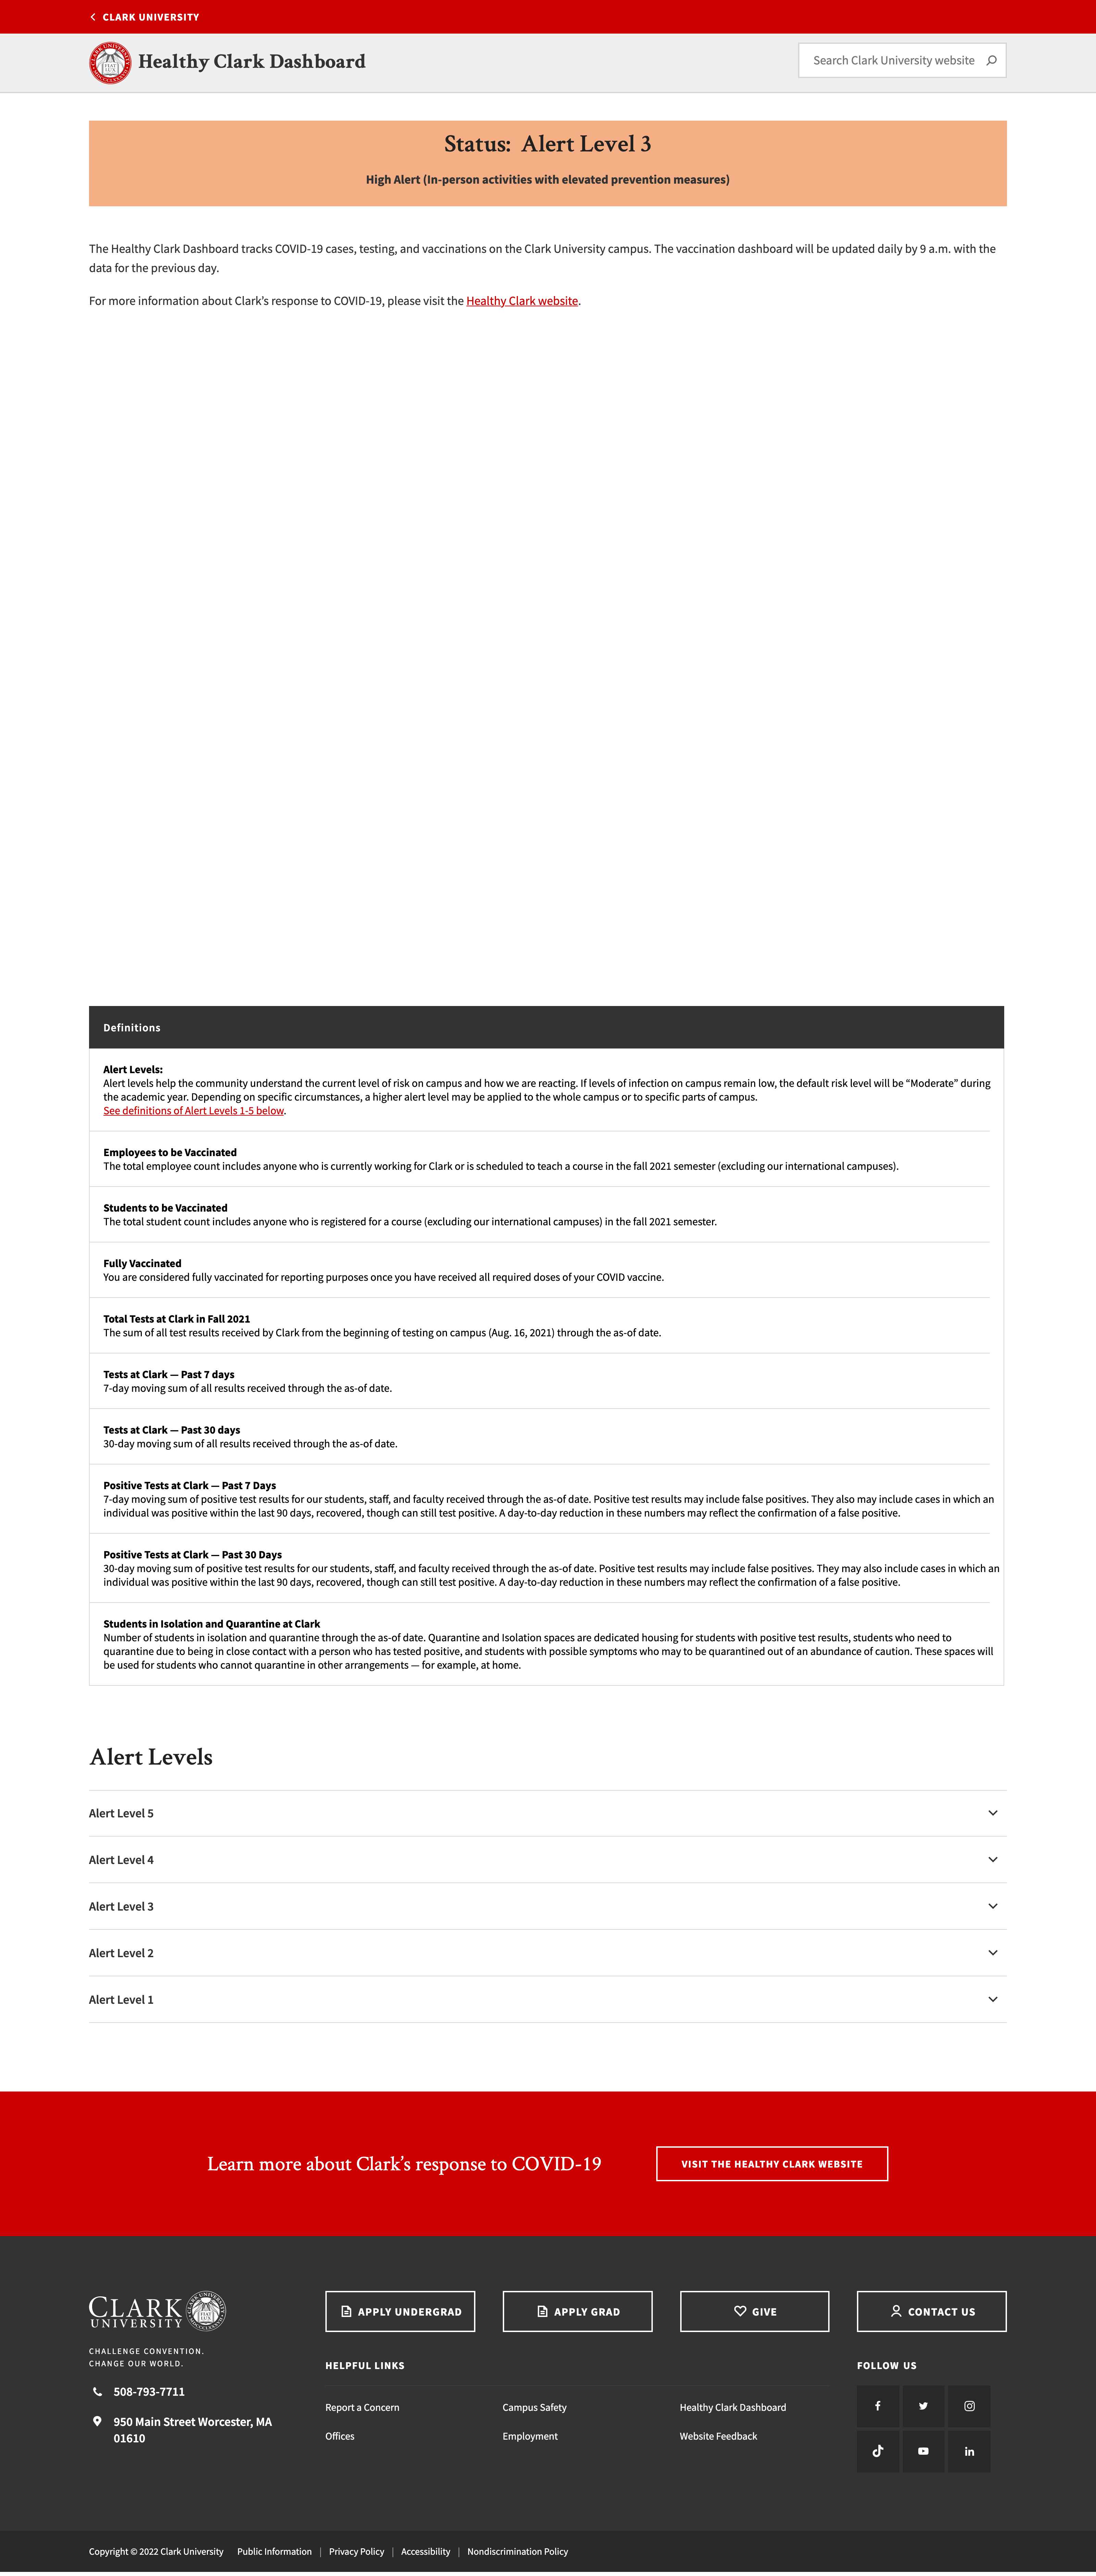 CLARK UNIVERSITY
Healthy Clark Dashboard
Search Clark University website
Status: Alert Level 3
High Alert (In-person activities with elevated prevention measures)
The Healthy Clark Dashboard tracks COVID-19 cases, testing, and vaccinations on the Clark University campus. The vaccination dashboard will be updated daily by 9 a.m. with the
data for the previous day.
For more information about Clark’s response to COVID-19, please visit the Healthy Clark website.
Definitions
Alert Levels:
Alert levels help the community understand the current level of risk on campus and how we are reacting. If levels of infection on campus remain low, the default risk level will be “Moderate” during
the academic year. Depending on specific circumstances, a higher alert level may be applied to the whole campus or to specific parts of campus.
See definitions of Alert Levels 1-5 below.
Employees to be Vaccinated
The total employee count includes anyone who is currently working for Clark or is scheduled to teach a course in the fall 2021 semester (excluding our international campuses).
Students to be Vaccinated
The total student count includes anyone who is registered for a course (excluding our international campuses) in the fall 2021 semester.
Fully Vaccinated
You are considered fully vaccinated for reporting purposes once you have received all required doses of your COVID vaccine.
Total Tests at Clark in Fall 2021
The sum of all test results received by Clark from the beginning of testing on campus (Aug. 16, 2021) through the as-of date.
Tests at Clark — Past 7 days
7-day moving sum of all results received through the as-of date.
Tests at Clark — Past 30 days
30-day moving sum of all results received through the as-of date.
Positive Tests at Clark — Past 7 Days
7-day moving sum of positive test results for our students, staff, and faculty received through the as-of date. Positive test results may include false positives. They also may include cases in which an
individual was positive within the last 90 days, recovered, though can still test positive. A day-to-day reduction in these numbers may reflect the confirmation of a false positive.
Positive Tests at Clark — Past 30 Days
30-day moving sum of positive test results for our students, staff, and faculty received through the as-of date. Positive test results may include false positives. They may also include cases in which an
individual was positive within the last 90 days, recovered, though can still test positive. A day-to-day reduction in these numbers may reflect the confirmation of a false positive.
Students in Isolation and Quarantine at Clark
Number of students in isolation and quarantine through the as-of date. Quarantine and Isolation spaces are dedicated housing for students with positive test results, students who need to
quarantine due to being in close contact with a person who has tested positive, and students with possible symptoms who may to be quarantined out of an abundance of caution. These spaces will
be used for students who cannot quarantine in other arrangements — for example, at home.
Alert Levels
Alert Level 5
Alert Level 4
Alert Level 3
Alert Level 2
Alert Level 1
Learn more about Clark’s response to COVID-19
VISIT THE HEALTHY CLARK WEBSITE
CLARK
UNIVERSITY
CHALLENGE CONVENTION.
CHANGE OUR WORLD.
508-793-7711
950 Main Street Worcester, MA
01610
APPLY UNDERGRAD
APPLY GRAD
GIVE
CONTACT US
HELPFUL LINKS
Report a Concern
Campus Safety
Healthy Clark Dashboard
Offices
Employment
Website Feedback
FOLLOW US
Copyright © 2022 Clark University
Public Information | Privacy Policy | Accessibility | Nondiscrimination Policy